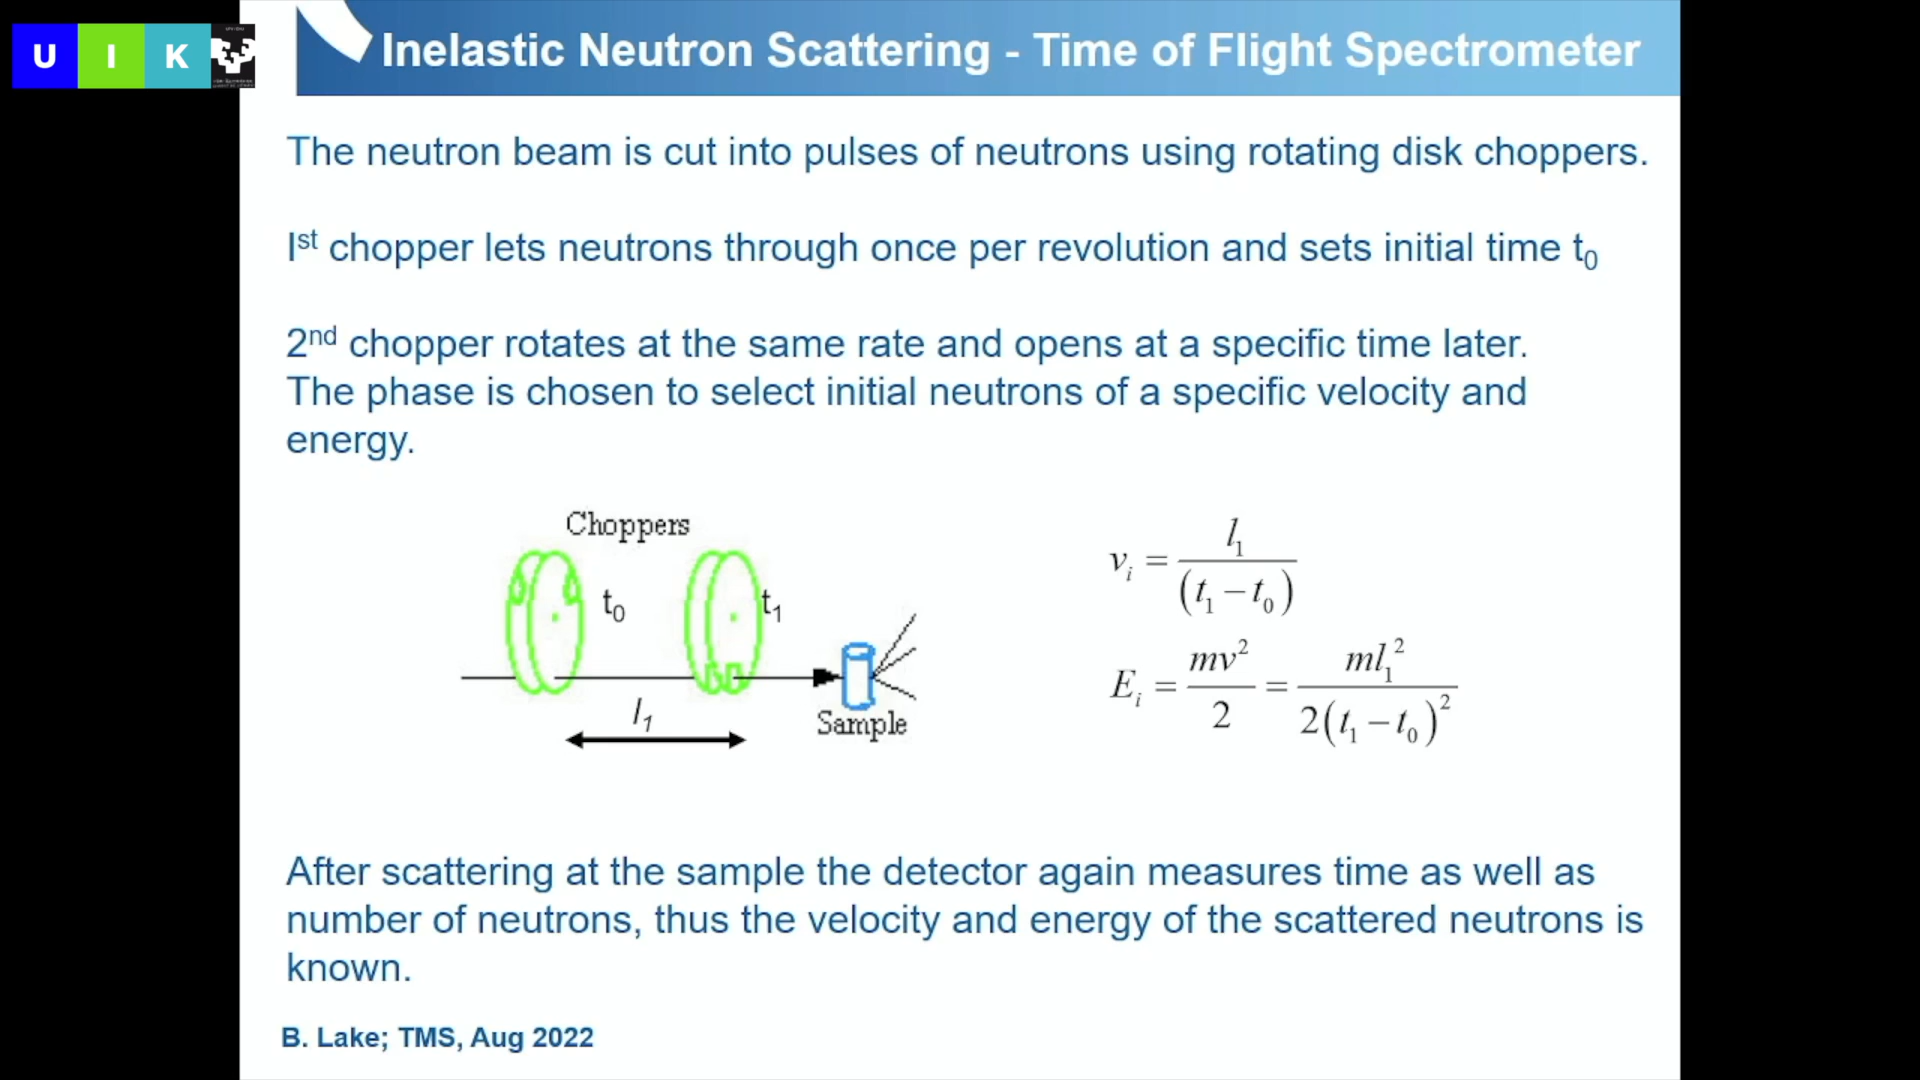 U I K
Inelastic Neutron Scattering - Time of Flight Spectrometer
The neutron beam is cut into pulses of neutrons using rotating disk choppers.
Ist chopper lets neutrons through once per revolution and sets initial time t0
2nd chopper rotates at the same rate and opens at a specific time later.
The phase is chosen to select initial neutrons of a specific velocity and
energy.
Choppers
t0
t1
l1
Sample
v_i = l_1 / (t_1 − t_0)
E_i = mv^2 / 2 = ml_1^2 / 2(t_1 − t_0)^2
After scattering at the sample the detector again measures time as well as
number of neutrons, thus the velocity and energy of the scattered neutrons is
known.
B. Lake; TMS, Aug 2022